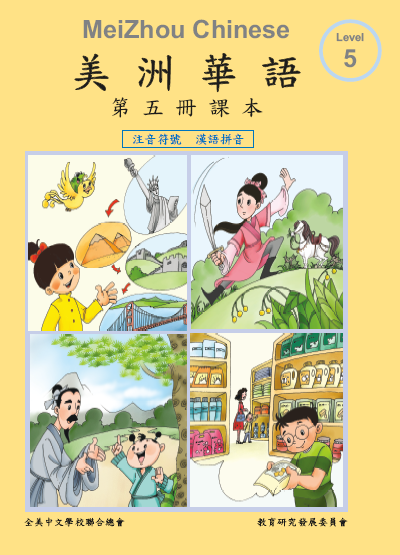 MeiZhou Chinese
Level
5
美洲華語
第五冊課本
注音符號 漢語拼音
全美中文學校聯合總會 教育研究發展委員會